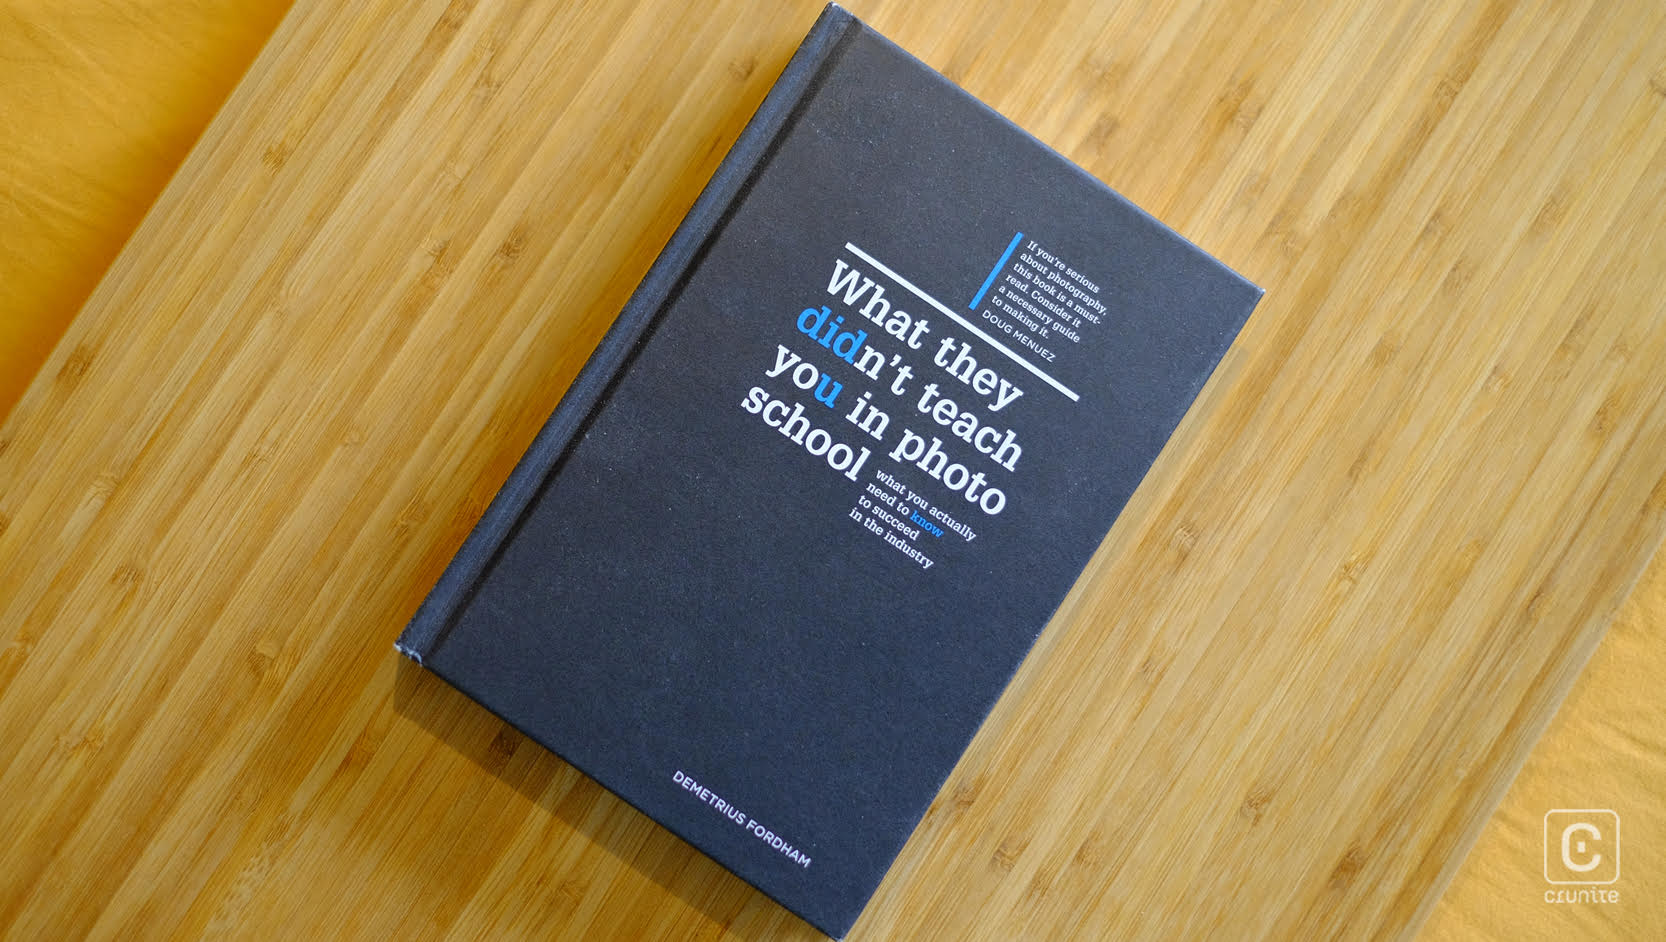 If you're serious
about photography,
this book is a must-
read. Consider it
a necessary guide
to making it.
DOUG MENUEZ
What they
didn't teach
you in photo
school
what you actually
need to know
to succeed
in the industry
DEMETRIUS FORDHAM
C
crunite